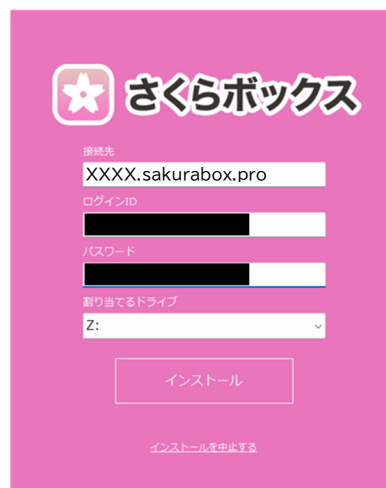 さくらボックス
接続先
XXXX.sakurabox.pro
ログインID
パスワード
割り当てるドライブ
Z:
インストール
インストールを中止する